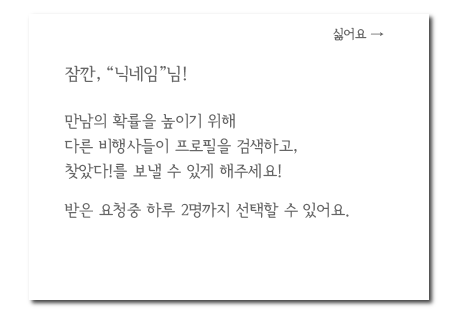 싫어요 →
잠깐, “닉네임”님!
만남의 확률을 높이기 위해
다른 비행사들이 프로필을 검색하고,
찾았다!를 보낼 수 있게 해주세요!
받은 요청중 하루 2명까지 선택할 수 있어요.